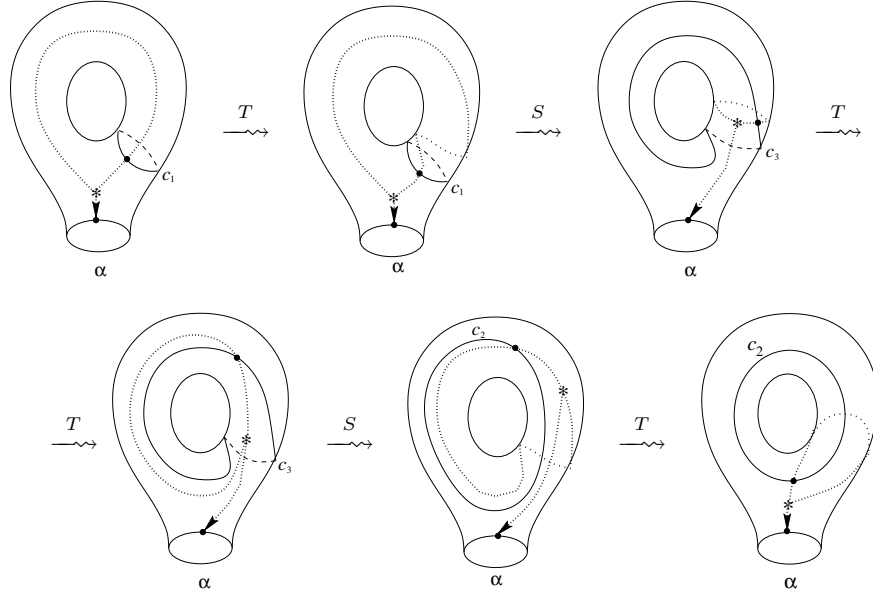 T S T
* * *
c₁ c₁ c₃
α α α
c₂ c₂
T S T
* * *
c₃
α α α